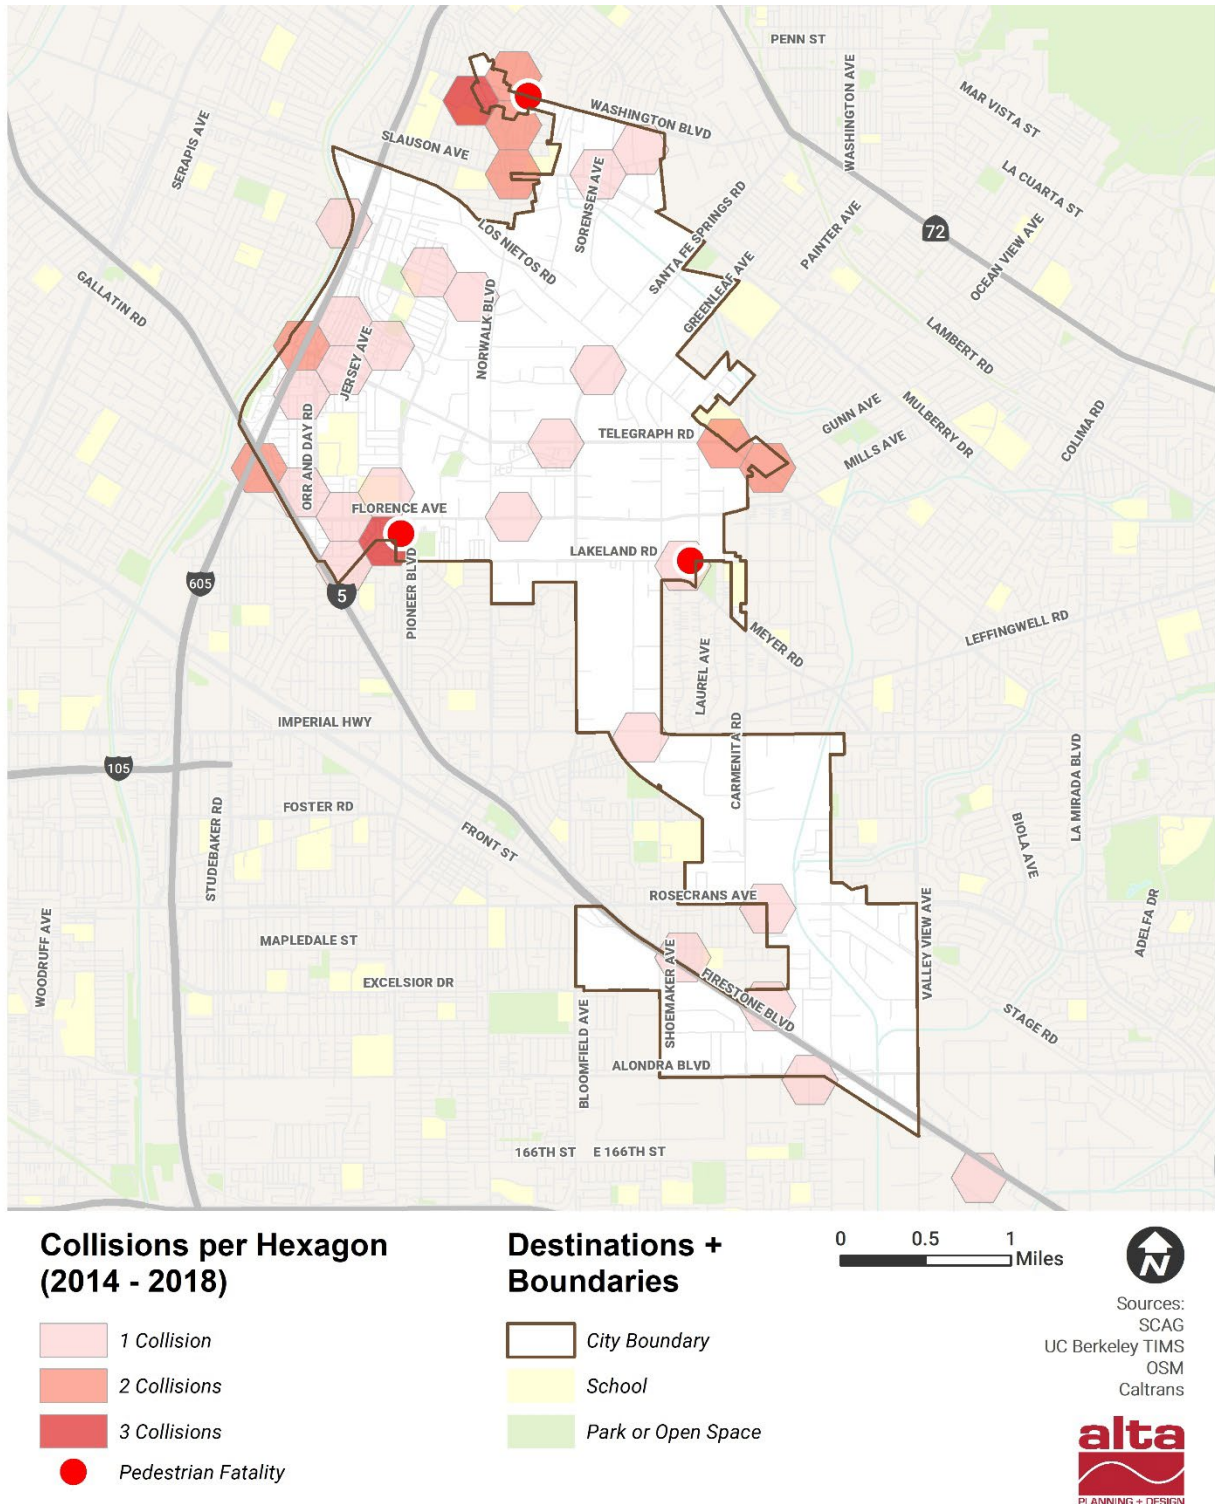 PENN ST
WASHINGTON AVE
MAR VISTA ST
WASHINGTON BLVD
SLAUSON AVE
SERAPIS AVE
LA CUARTA ST
SORENSEN AVE
SANTA FE SPRINGS RD
PAINTER AVE
72
OCEAN VIEW AVE
LOS NIETOS RD
GALLATIN RD
GREENLEAF AVE
NORWALK BLVD
LAMBERT RD
JERSEY AVE
MULBERRY DR
GUNN AVE
COLIMA RD
TELEGRAPH RD
MILLS AVE
ORR AND DAY RD
FLORENCE AVE
LAKELAND RD
605
5
PIONEER BLVD
MEYER RD
LEFFINGWELL RD
LAUREL AVE
IMPERIAL HWY
CARMENITA RD
105
LA MIRADA BLVD
FOSTER RD
STUDEBAKER RD
FRONT ST
BIOLA AVE
ROSECRANS AVE
VALLEY VIEW AVE
ADELFA DR
WOODRUFF AVE
MAPLEDALE ST
EXCELSIOR DR
SHOEMAKER AVE
FIRESTONE BLVD
BLOOMFIELD AVE
STAGE RD
ALONDRA BLVD
166TH ST E 166TH ST
Collisions per Hexagon
(2014 - 2018)
1 Collision
2 Collisions
3 Collisions
Pedestrian Fatality
Destinations +
Boundaries
City Boundary
School
Park or Open Space
0 0.5 1
Miles
N
Sources:
SCAG
UC Berkeley TIMS
OSM
Caltrans
alta
PLANNING + DESIGN